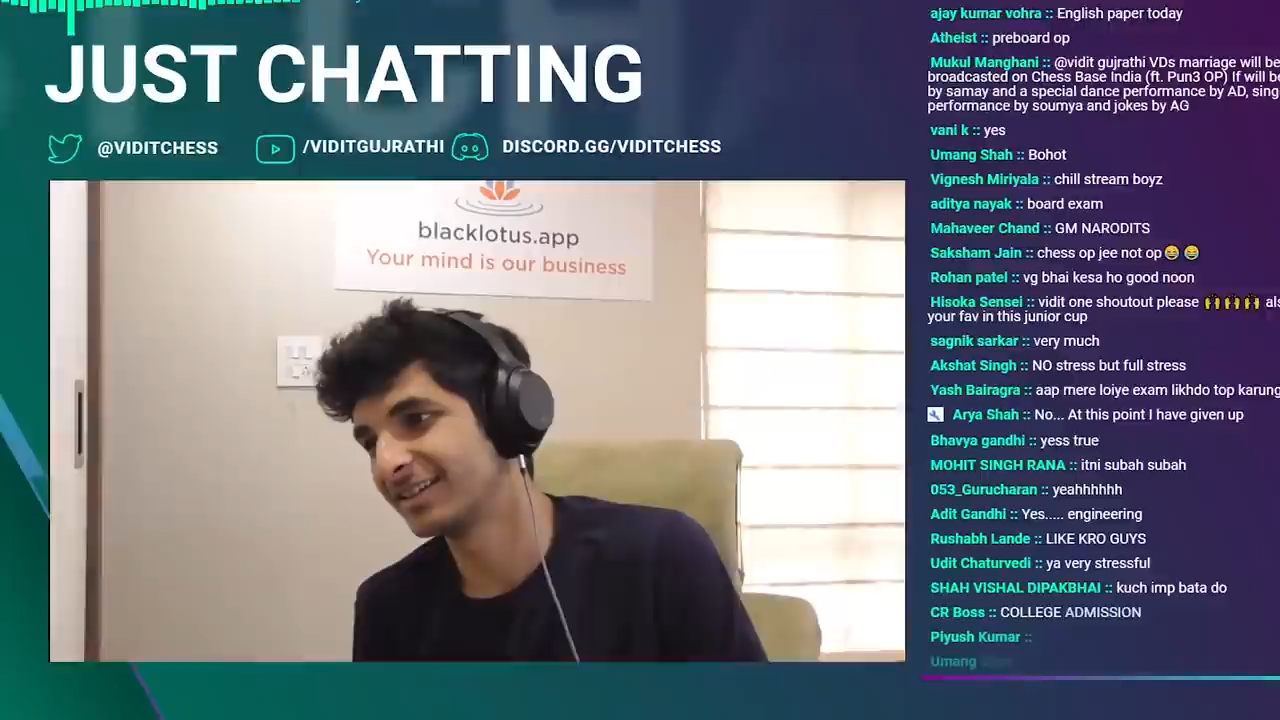 JUST CHATTING
@VIDITCHESS
/VIDITGUJRATHI
DISCORD.GG/VIDITCHESS
blacklotus.app
Your mind is our business
ajay kumar vohra :: English paper today
Atheist :: preboard op
Mukul Manghani :: @vidit gujrathi VDs marriage will be
broadcasted on Chess Base India (ft. Pun3 OP) If will be
by samay and a special dance performance by AD, sing
performance by soumya and jokes by AG
vani k :: yes
Umang Shah :: Bohot
Vignesh Miriyala :: chill stream boyz
aditya nayak :: board exam
Mahaveer Chand :: GM NARODITS
Saksham Jain :: chess op jee not op😂 😂
Rohan patel :: vg bhai kesa ho good noon
Hisoka Sensei :: vidit one shoutout please 🙌 🙌 🙌 als
your fav in this junior cup
sagnik sarkar :: very much
Akshat Singh :: NO stress but full stress
Yash Bairagra :: aap mere loiye exam likhdo top karung
Arya Shah :: No... At this point I have given up
Bhavya gandhi :: yess true
MOHIT SINGH RANA :: itni subah subah
053_Gurucharan :: yeahhhhhh
Adit Gandhi :: Yes..... engineering
Rushabh Lande :: LIKE KRO GUYS
Udit Chaturvedi :: ya very stressful
SHAH VISHAL DIPAKBHAI :: kuch imp bata do
CR Boss :: COLLEGE ADMISSION
Piyush Kumar ::
Umang